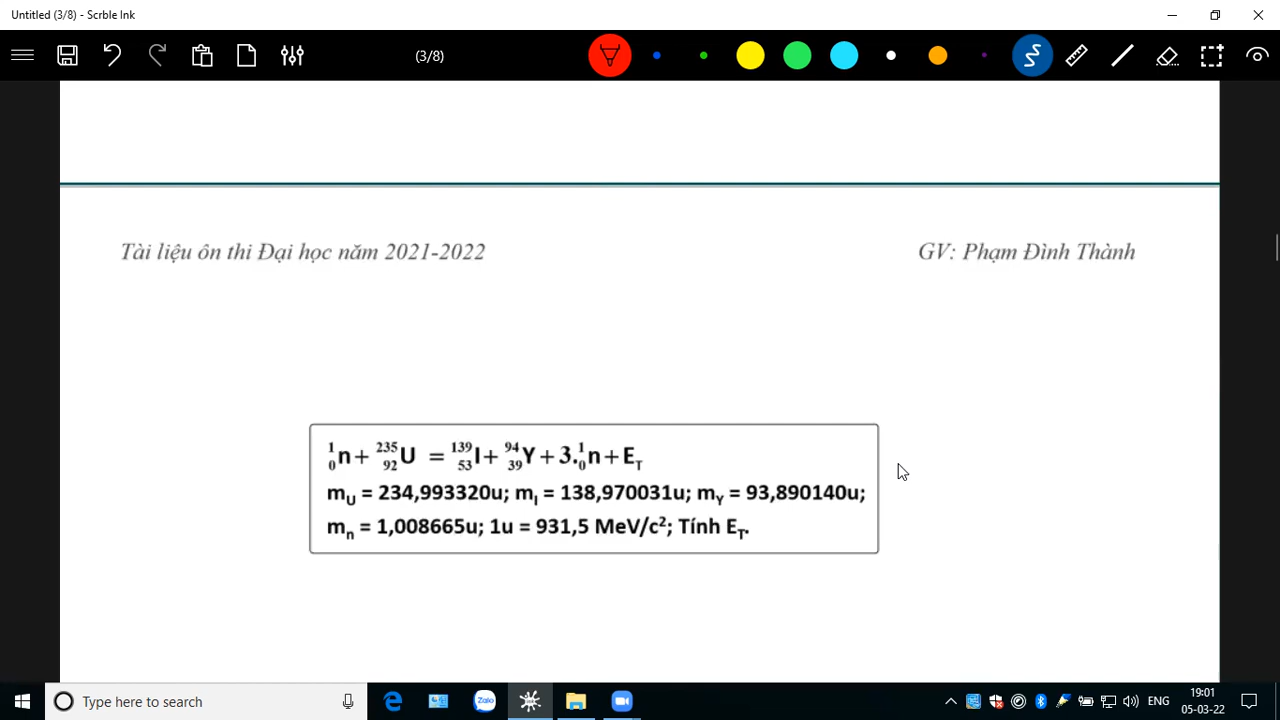 Untitled (3/8) - Scrble Ink
(3/8)
Tài liệu ôn thi Đại học năm 2021-2022
GV: Phạm Đình Thành
¹₀n + ²³⁵₉₂U = ¹³⁹₅₃I + ⁹⁴₃₉Y + 3.¹₀n + E_T
m_U = 234,993320u; m_I = 138,970031u; m_Y = 93,890140u;
m_n = 1,008665u; 1u = 931,5 MeV/c²; Tính E_T.
Type here to search
Zalo
ENG
19:01
05-03-22